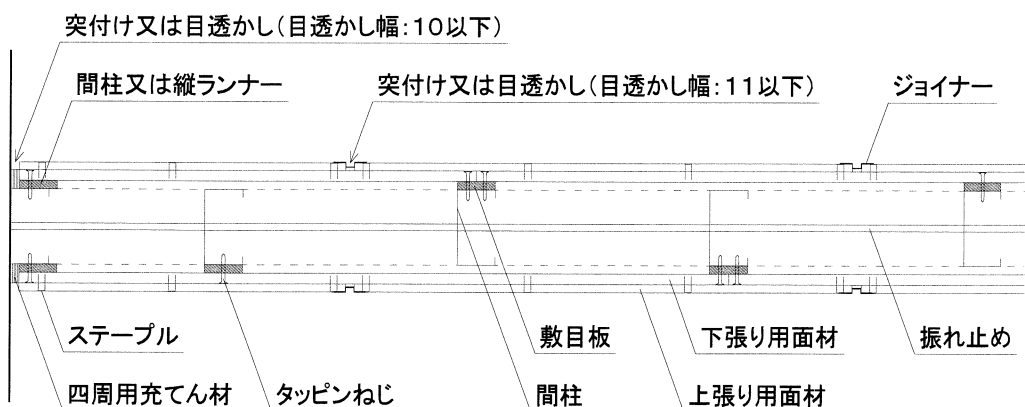 突付け又は目透かし(目透かし幅:10以下)
間柱又は縦ランナー
突付け又は目透かし(目透かし幅:11以下)
ジョイナー
ステープル
敷目板
下張り用面材
振れ止め
四周用充てん材
タッピンねじ
間柱
上張り用面材